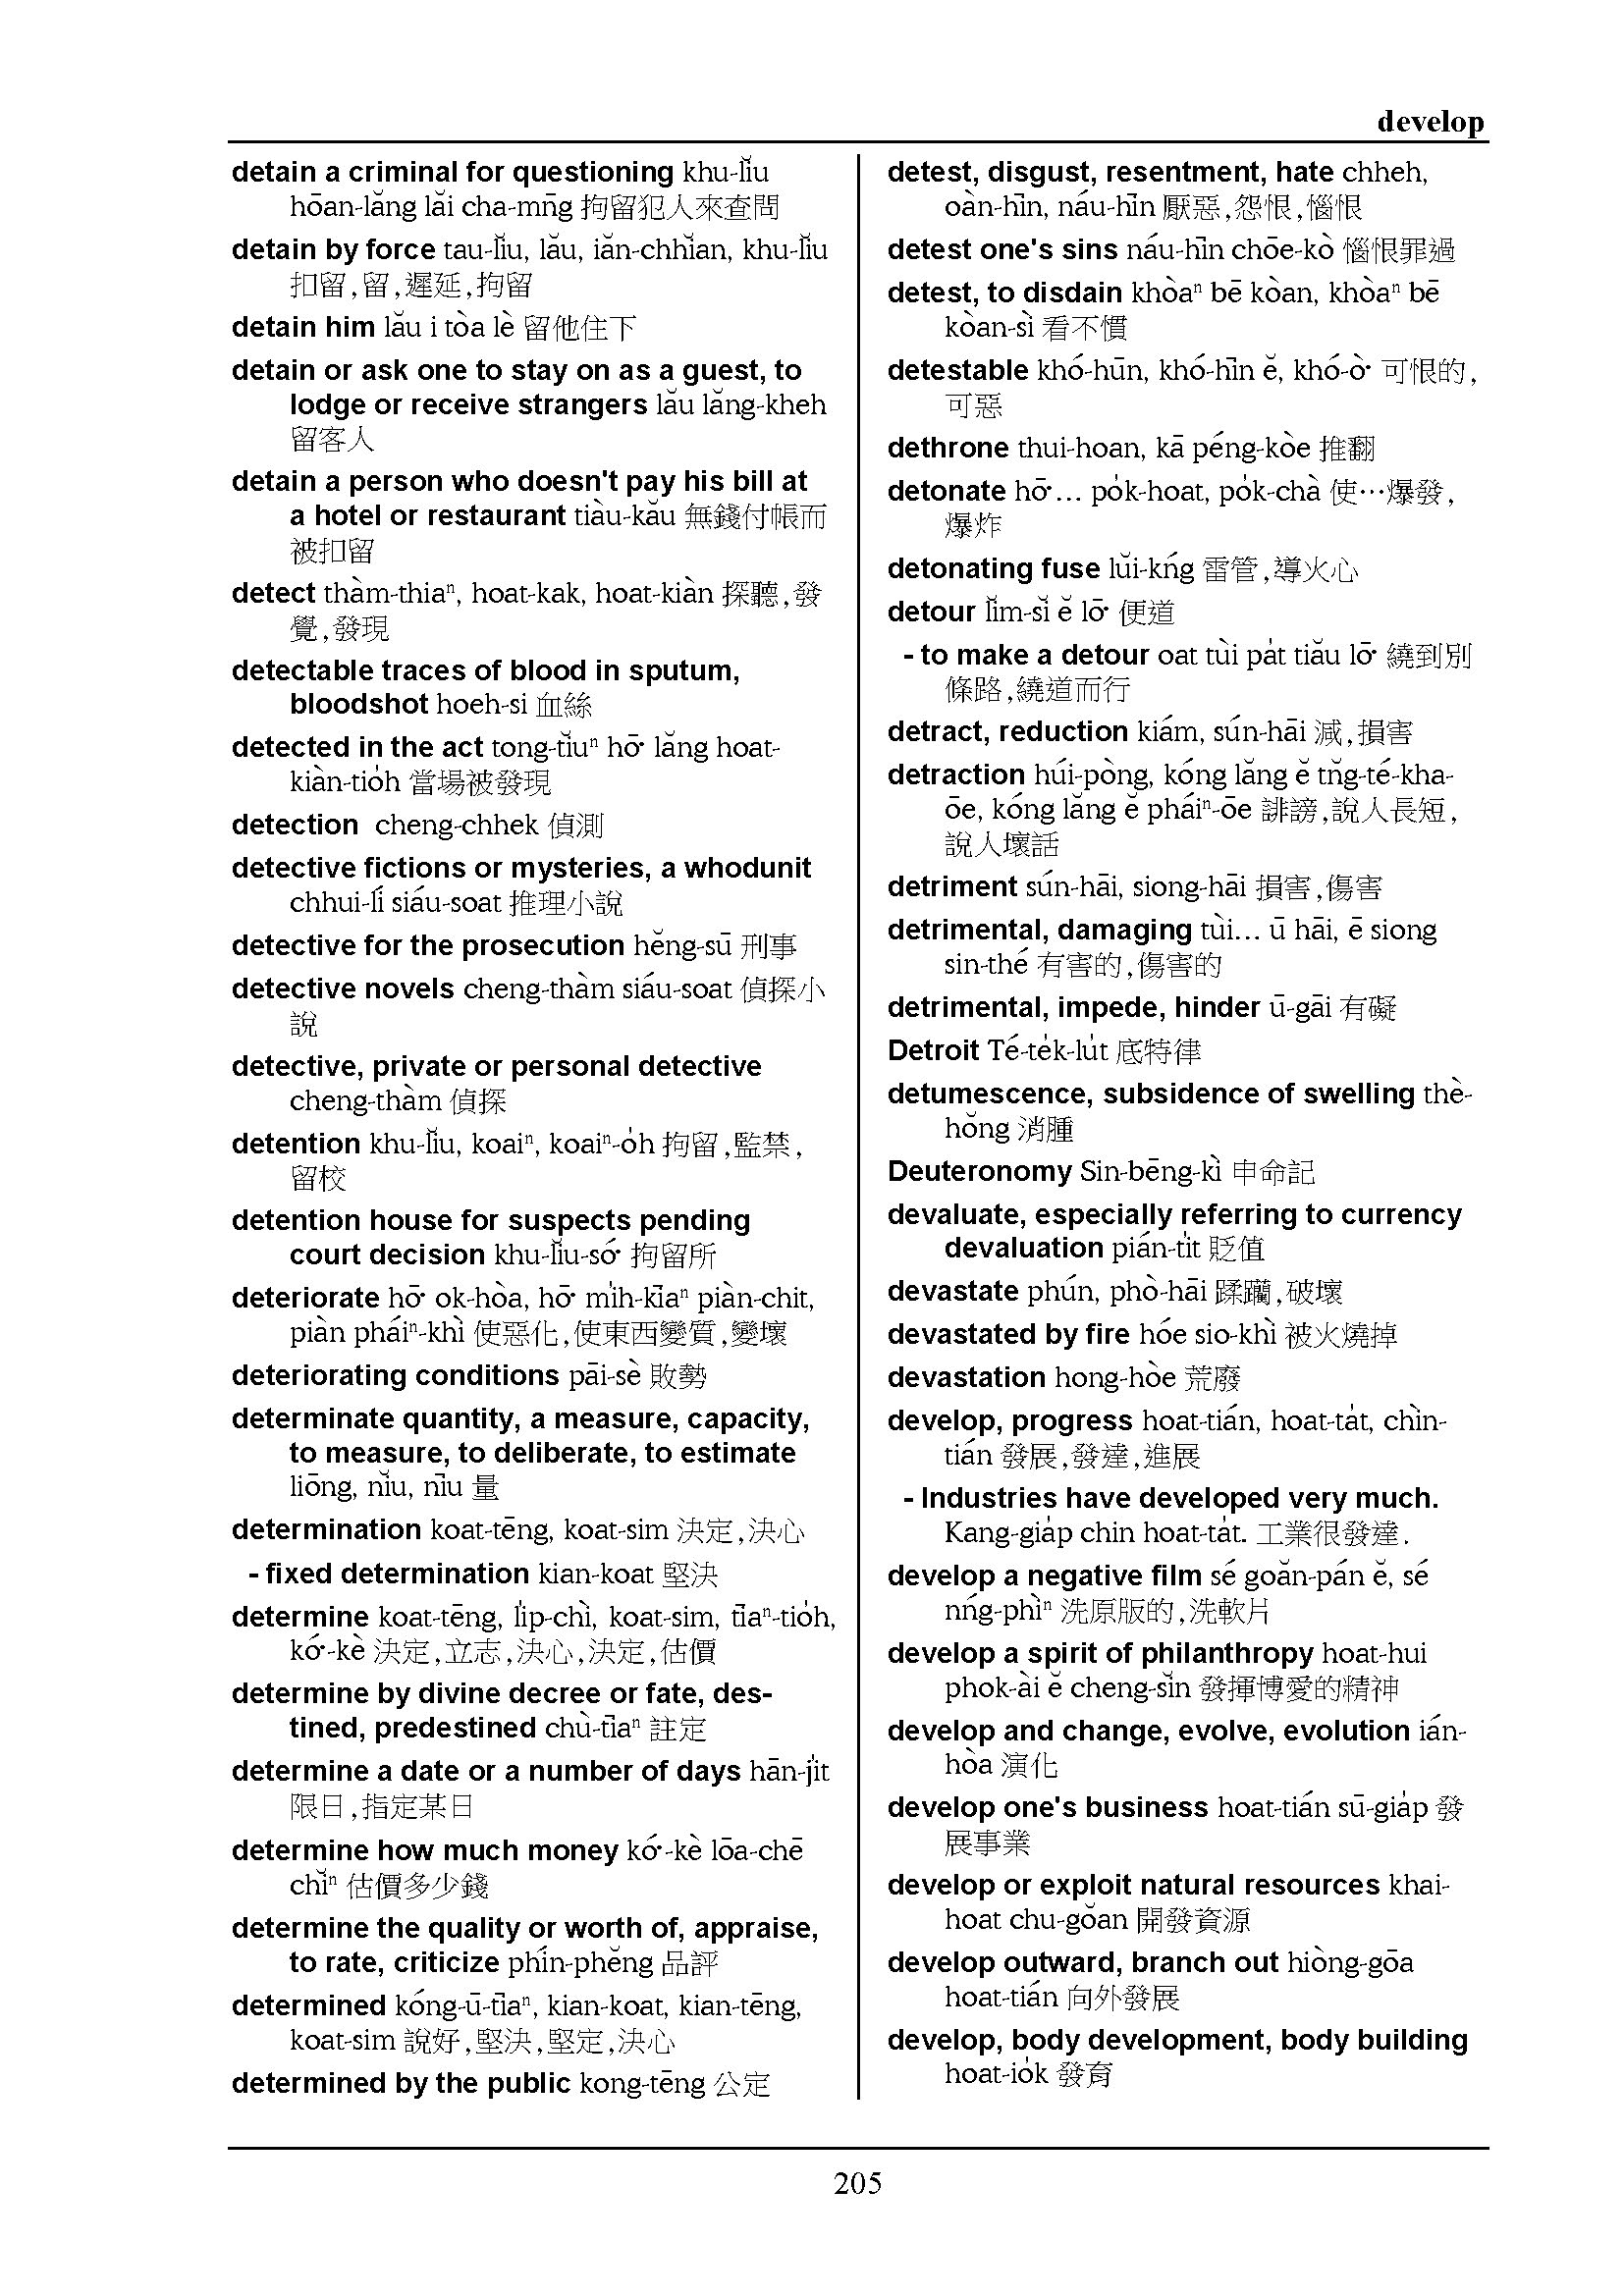 develop
detain a criminal for questioning khu-liŭ
hōan-lăng lăi cha-mn̄g 拘留犯人來查問
detain by force tau-liŭ, lău, iăn-chhĭan, khu-liŭ
扣留,留,遲延,拘留
detain him lău i tòa lè 留他住下
detain or ask one to stay on as a guest, to
lodge or receive strangers lău lăng-kheh
留客人
detain a person who doesn't pay his bill at
a hotel or restaurant tiàu-kău 無錢付帳而
被扣留
detect thàm-thiaⁿ, hoat-kak, hoat-kiàn 探聽,發
覺,發現
detectable traces of blood in sputum,
bloodshot hoeh-si 血絲
detected in the act tong-tiŭⁿ hō͘ lăng hoat-
kiàn-tio̍h 當場被發現
detection cheng-chhek 偵測
detective fictions or mysteries, a whodunit
chhui-lí siáu-soat 推理小說
detective for the prosecution hĕng-sū 刑事
detective novels cheng-thàm siáu-soat 偵探小
說
detective, private or personal detective
cheng-thàm 偵探
detention khu-liŭ, koaiⁿ, koaiⁿ-o̍h 拘留,監禁,
留校
detention house for suspects pending
court decision khu-liŭ-só͘ 拘留所
deteriorate hō͘ ok-hòa, hō͘ mi̍h-kīaⁿ piàn-chit,
piàn pháiⁿ-khì 使惡化,使東西變質,變壞
deteriorating conditions pāi-sè 敗勢
determinate quantity, a measure, capacity,
to measure, to deliberate, to estimate
liōng, niŭ, nīu 量
determination koat-tēng, koat-sim 決定,決心
- fixed determination kian-koat 堅決
determine koat-tēng, li̍p-chì, koat-sim, tīaⁿ-tio̍h,
kó͘-kè 決定,立志,決心,決定,估價
determine by divine decree or fate, des-
tined, predestined chù-tīaⁿ 註定
determine a date or a number of days hān-ji̍t
限日,指定某日
determine how much money kó͘-kè lōa-chē
chĭⁿ 估價多少錢
determine the quality or worth of, appraise,
to rate, criticize phín-phĕng 品評
determined kóng-ū-tīaⁿ, kian-koat, kian-tēng,
koat-sim 說好,堅決,堅定,決心
determined by the public kong-tēng 公定
detest, disgust, resentment, hate chheh,
oàn-hīn, náu-hīn 厭惡,怨恨,惱恨
detest one's sins náu-hīn chōe-kò 惱恨罪過
detest, to disdain khòaⁿ bē kòan, khòaⁿ bē
kòan-sì 看不慣
detestable khó-hūn, khó-hīn ĕ, khó-ò͘ 可恨的,
可惡
dethrone thui-hoan, kā péng-kòe 推翻
detonate hō͘… po̍k-hoat, po̍k-chà 使…爆發,
爆炸
detonating fuse lŭi-kńg 雷管,導火心
detour lĭm-sĭ ĕ lō͘ 便道
- to make a detour oat tùi pa̍t tiău lō͘ 繞到別
條路,繞道而行
detract, reduction kiám, sún-hāi 減,損害
detraction húi-pòng, kóng lăng ĕ tn̆g-té-kha-
ōe, kóng lăng ĕ pháiⁿ-ōe 誹謗,說人長短,
說人壞話
detriment sún-hāi, siong-hāi 損害,傷害
detrimental, damaging tùi… ū hāi, ē siong
sin-thé 有害的,傷害的
detrimental, impede, hinder ū-gāi 有礙
Detroit Té-te̍k-lu̍t 底特律
detumescence, subsidence of swelling thè-
hŏng 消腫
Deuteronomy Sin-bēng-kì 申命記
devaluate, especially referring to currency
devaluation pián-ti̍t 貶值
devastate phún, phò-hāi 蹂躪,破壞
devastated by fire hóe sio-khì 被火燒掉
devastation hong-hòe 荒廢
develop, progress hoat-tián, hoat-ta̍t, chìn-
tián 發展,發達,進展
- Industries have developed very much.
Kang-gia̍p chin hoat-ta̍t. 工業很發達.
develop a negative film sé goăn-pán ĕ, sé
nńg-phìⁿ 洗原版的,洗軟片
develop a spirit of philanthropy hoat-hui
phok-ài ĕ cheng-sĭn 發揮博愛的精神
develop and change, evolve, evolution ián-
hòa 演化
develop one's business hoat-tián sū-gia̍p 發
展事業
develop or exploit natural resources khai-
hoat chu-gŏan 開發資源
develop outward, branch out hiòng-gōa
hoat-tián 向外發展
develop, body development, body building
hoat-io̍k 發育
205